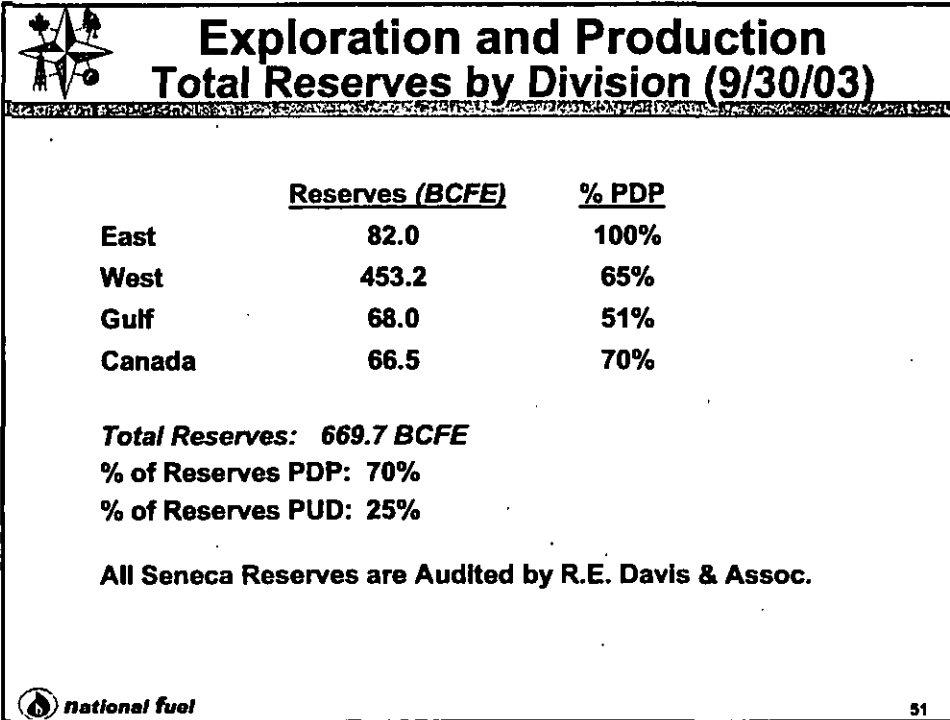 Exploration and Production
Total Reserves by Division (9/30/03)
Reserves (BCFE) % PDP
East 82.0 100%
West 453.2 65%
Gulf 68.0 51%
Canada 66.5 70%
Total Reserves: 669.7 BCFE
% of Reserves PDP: 70%
% of Reserves PUD: 25%
All Seneca Reserves are Audited by R.E. Davis & Assoc.
national fuel 51